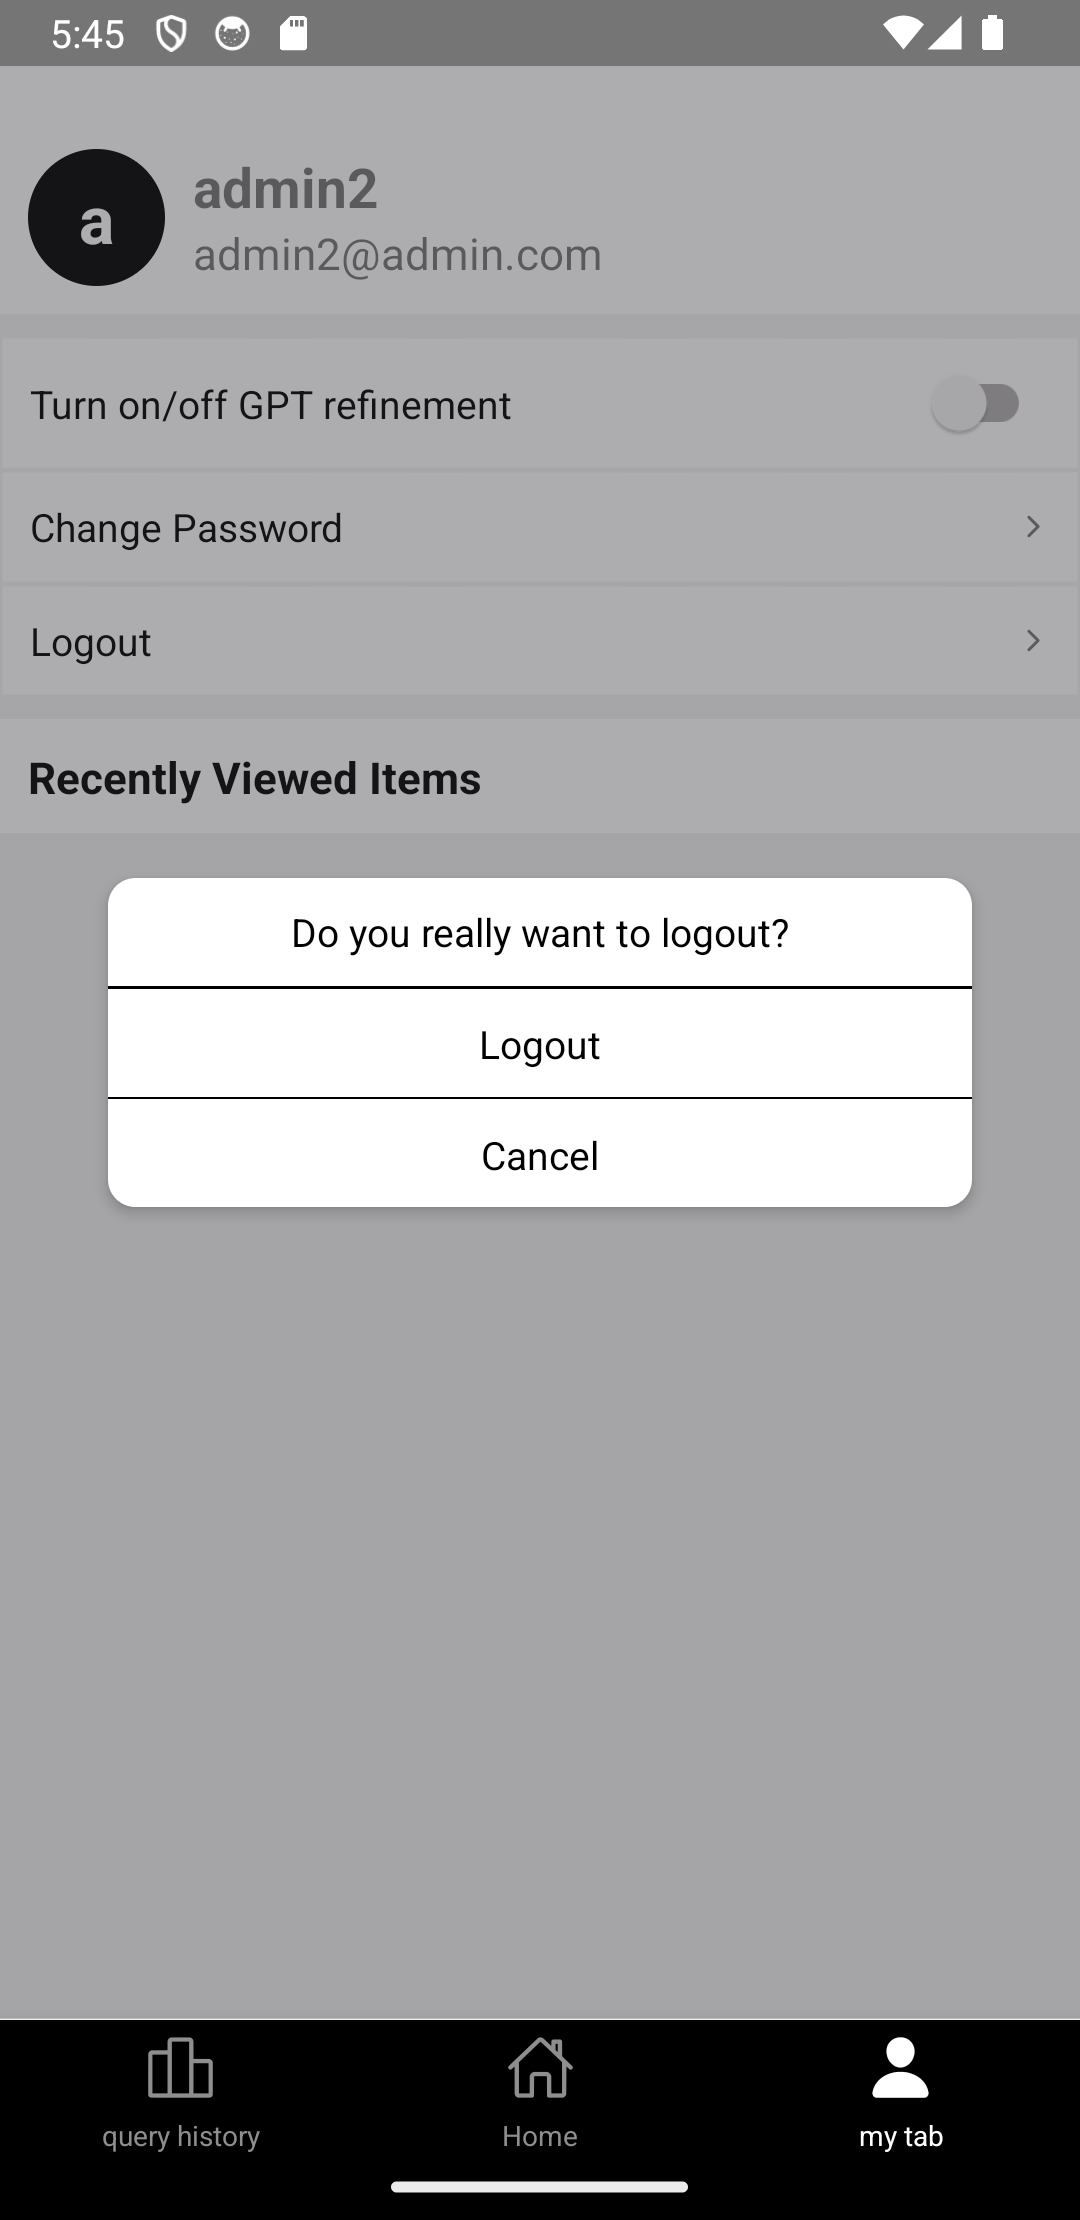 5:45
a
admin2
admin2@admin.com
Turn on/off GPT refinement
Change Password
Logout
Recently Viewed Items
Do you really want to logout?
Logout
Cancel
query history
Home
my tab